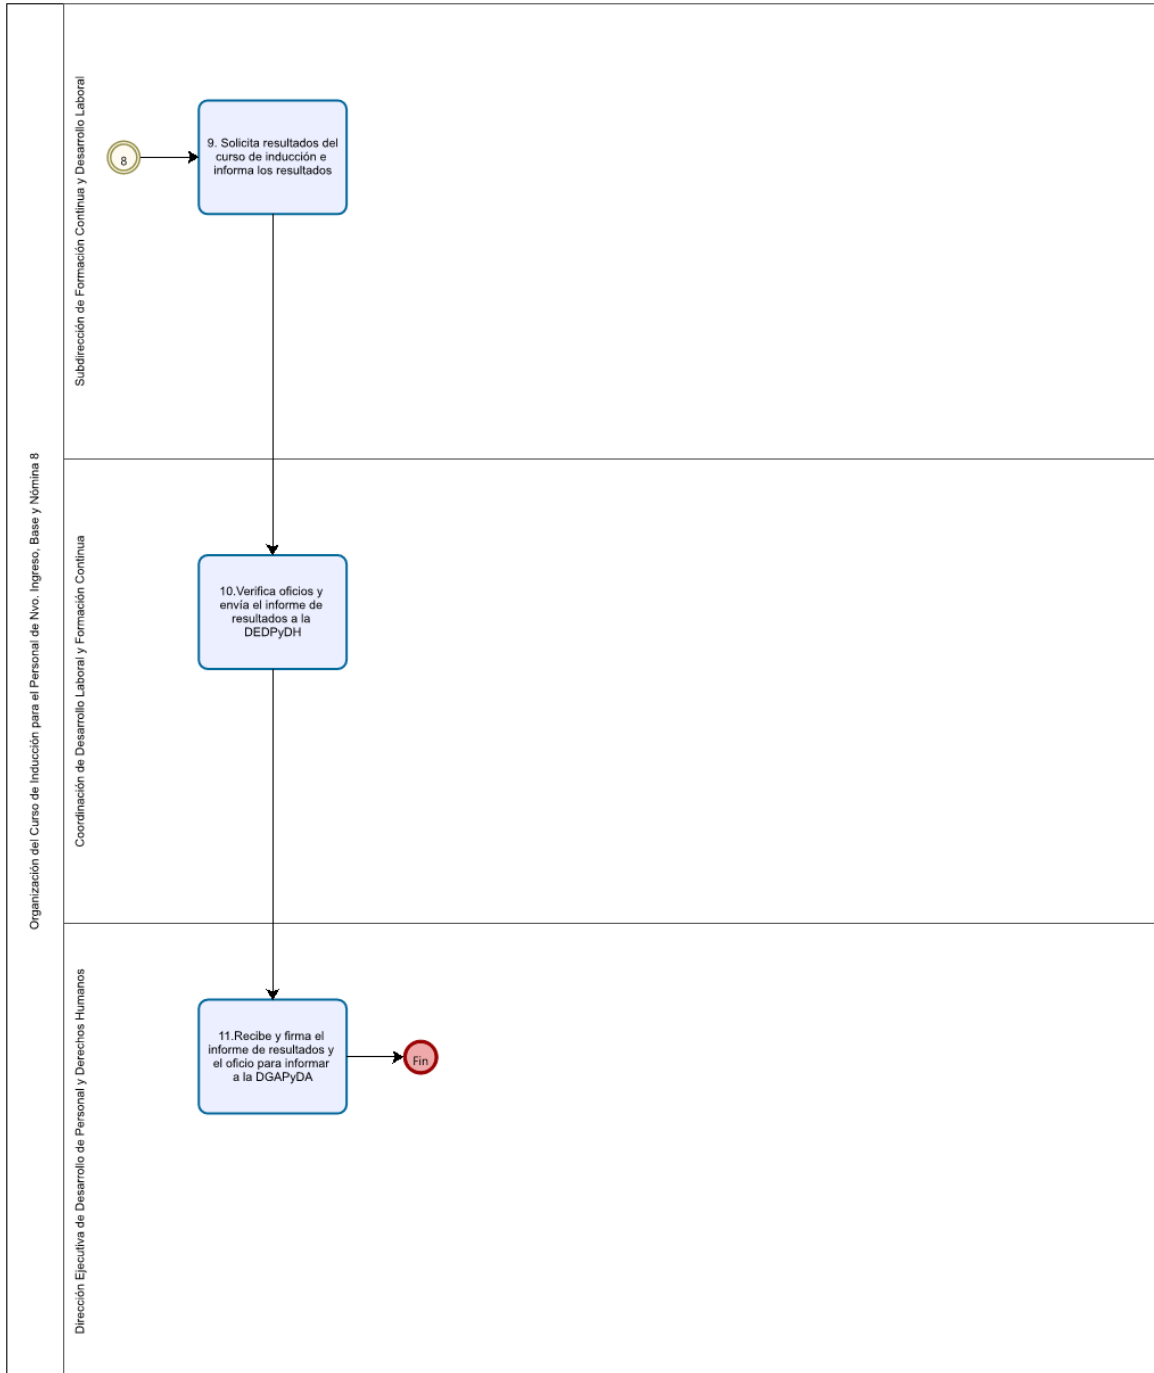 Organización del Curso de Inducción para el Personal de Nvo. Ingreso, Base y Nómina 8
Subdirección de Formación Continua y Desarrollo Laboral
8
9. Solicita resultados del
curso de inducción e
informa los resultados
Coordinación de Desarrollo Laboral y Formación Continua
10.Verifica oficios y
envía el informe de
resultados a la
DEDPyDH
Dirección Ejecutiva de Desarrollo de Personal y Derechos Humanos
11.Recibe y firma el
informe de resultados y
el oficio para informar
a la DGAPyDA
Fin